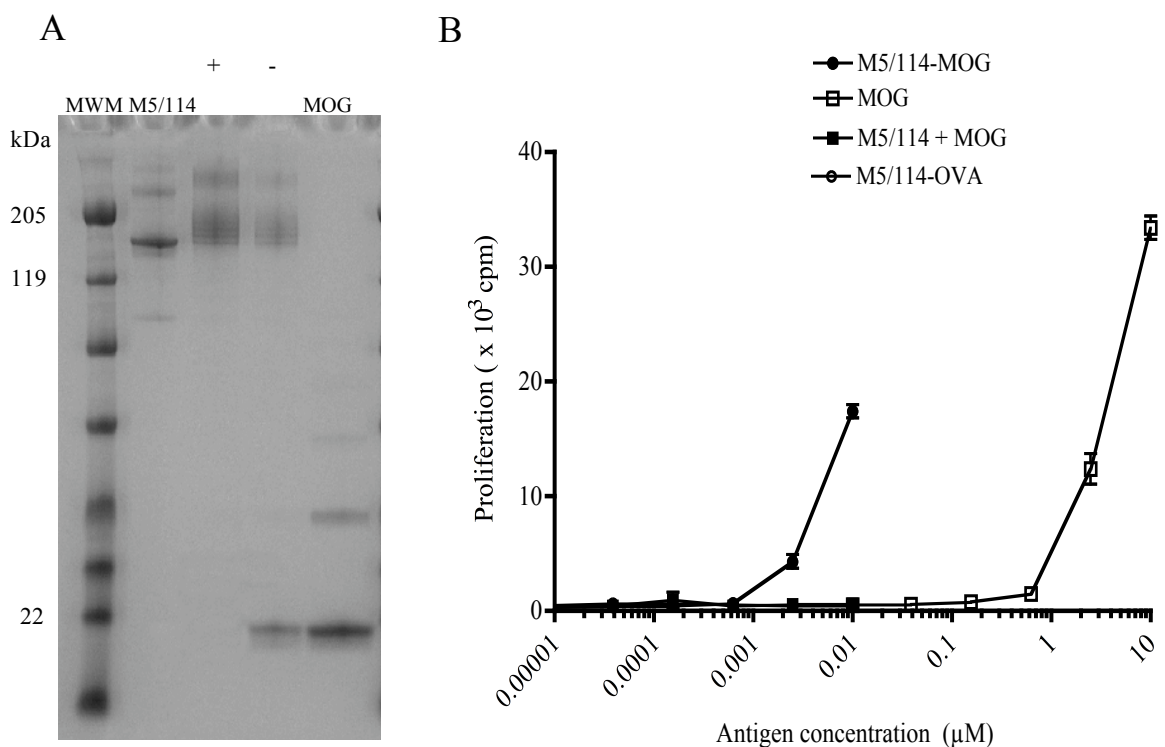 A
+ -
MWM M5/114 MOG
kDa
205
119
22
B
M5/114-MOG
MOG
M5/114 + MOG
M5/114-OVA
40
30
20
10
0
Proliferation ( x 10³ cpm)
0.00001 0.0001 0.001 0.01 0.1 1 10
Antigen concentration (µM)